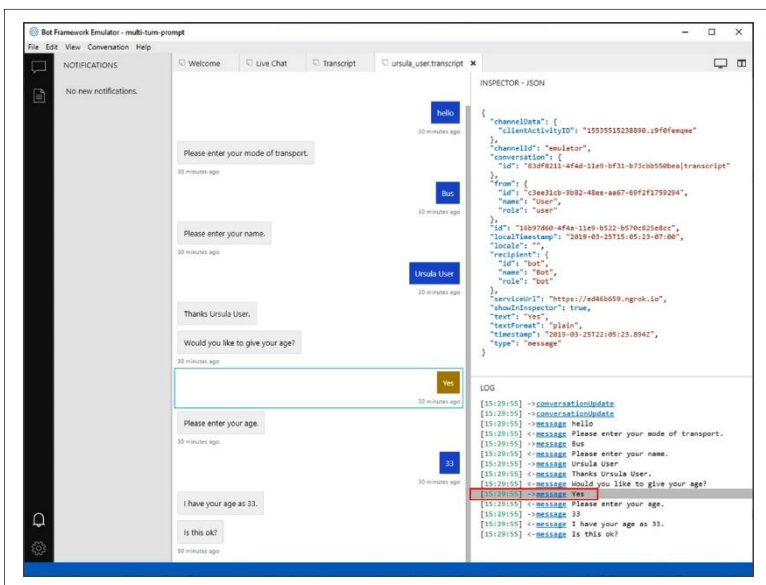 Bot Framework Emulator - multi-turn-prompt
File Edit View Conversation Help
NOTIFICATIONS
No new notifications.
Welcome
Live Chat
Transcript
ursula_user.transcript
hello
30 minutes ago
Please enter your mode of transport.
30 minutes ago
Bus
30 minutes ago
Please enter your name.
30 minutes ago
Ursula User
30 minutes ago
Thanks Ursula User.
Would you like to give your age?
30 minutes ago
Yes
30 minutes ago
Please enter your age.
30 minutes ago
33
30 minutes ago
I have your age as 33.
Is this ok?
30 minutes ago
INSPECTOR - JSON
{
"channelData": {
"clientActivityID": "15535515238890.i9f0femqme"
},
"channelId": "emulator",
"conversation": {
"id": "83df8211-4f4d-11e9-bf31-b73cbb550bea|transcript"
},
"from": {
"id": "c3ee31cb-9b82-48ee-aa67-69f2f1759294",
"name": "User",
"role": "user"
},
"id": "16b97d60-4f4a-11e9-b522-b570c825e8cc",
"localTimestamp": "2019-03-25T15:05:23-07:00",
"locale": "",
"recipient": {
"id": "bot",
"name": "Bot",
"role": "bot"
},
"serviceUrl": "https://ed46b659.ngrok.io",
"showInInspector": true,
"text": "Yes",
"textFormat": "plain",
"timestamp": "2019-03-25T22:05:23.894Z",
"type": "message"
}
LOG
[15:29:55] ->conversationUpdate
[15:29:55] ->conversationUpdate
[15:29:55] ->message hello
[15:29:55] <-message Please enter your mode of transport.
[15:29:55] ->message Bus
[15:29:55] <-message Please enter your name.
[15:29:55] ->message Ursula User
[15:29:55] <-message Thanks Ursula User.
[15:29:55] <-message Would you like to give your age?
[15:29:55] ->message Yes
[15:29:55] <-message Please enter your age.
[15:29:55] ->message 33
[15:29:55] <-message I have your age as 33.
[15:29:55] <-message Is this ok?